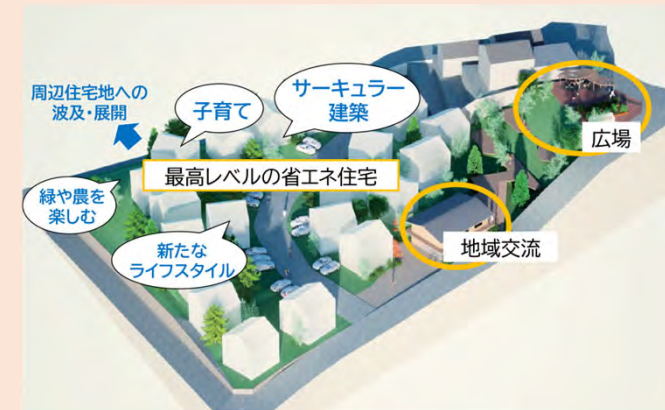 周辺住宅地への
波及・展開
子育て
サーキュラー
建築
広場
最高レベルの省エネ住宅
緑や農を
楽しむ
新たな
ライフスタイル
地域交流